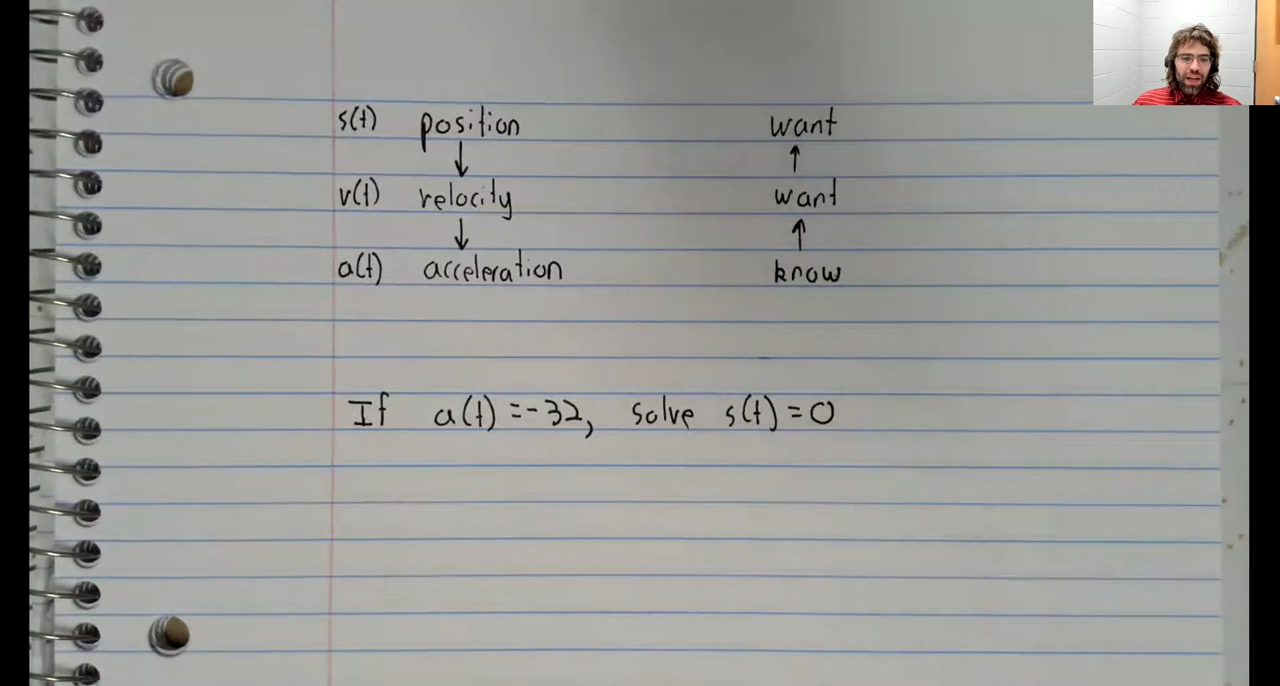 s(t) position want
↓ ↑
v(t) velocity want
↓ ↑
a(t) acceleration know
If a(t) = -32, solve s(t) = 0